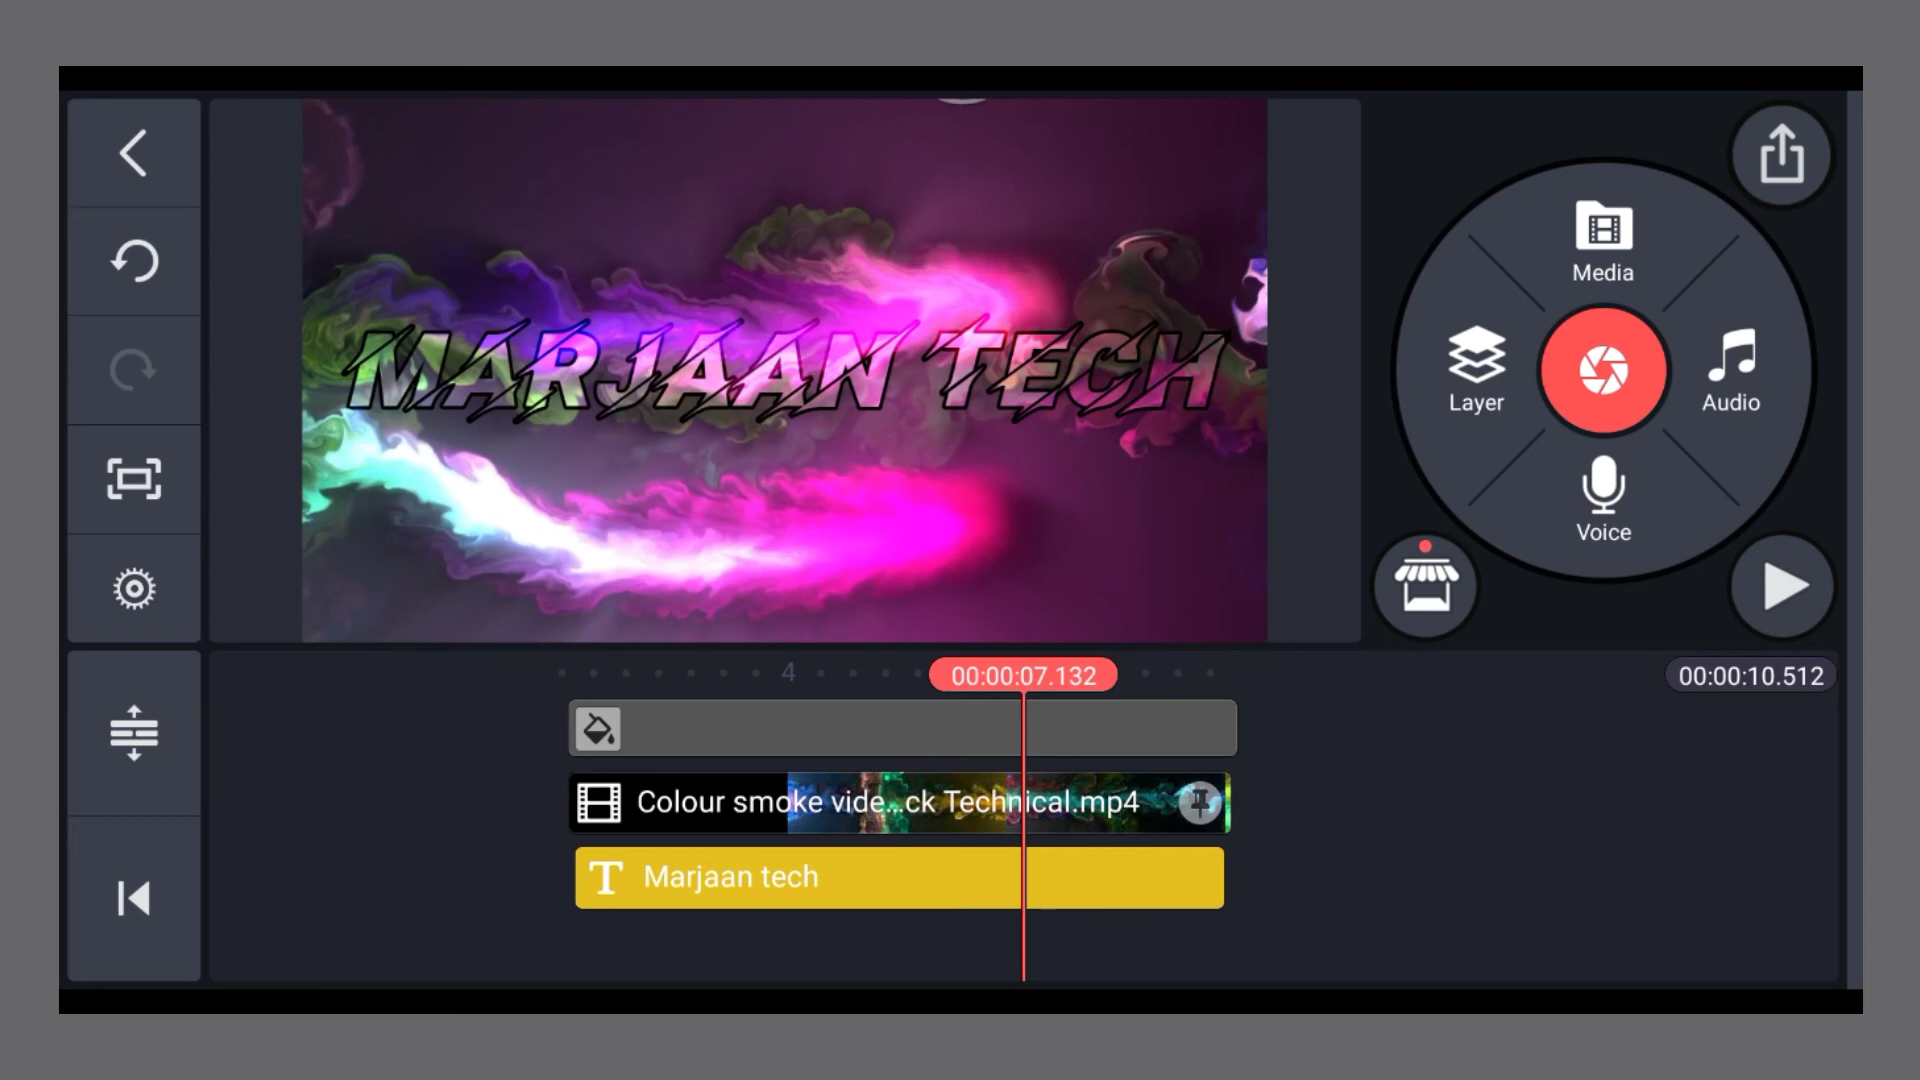 MARJAAN TECH
Media
Layer
Audio
Voice
4
00:00:07.132
00:00:10.512
Colour smoke vide...ck Technical.mp4
T Marjaan tech